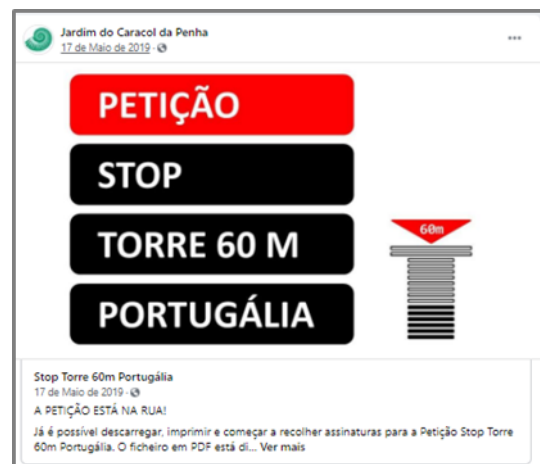 Jardim do Caracol da Penha
17 de Maio de 2019 ·
PETIÇÃO
STOP
TORRE 60 M
PORTUGÁLIA
60m
Stop Torre 60m Portugália
17 de Maio de 2019 ·
A PETIÇÃO ESTÁ NA RUA!
Já é possível descarregar, imprimir e começar a recolher assinaturas para a Petição Stop Torre
60m Portugália. O ficheiro em PDF está di... Ver mais